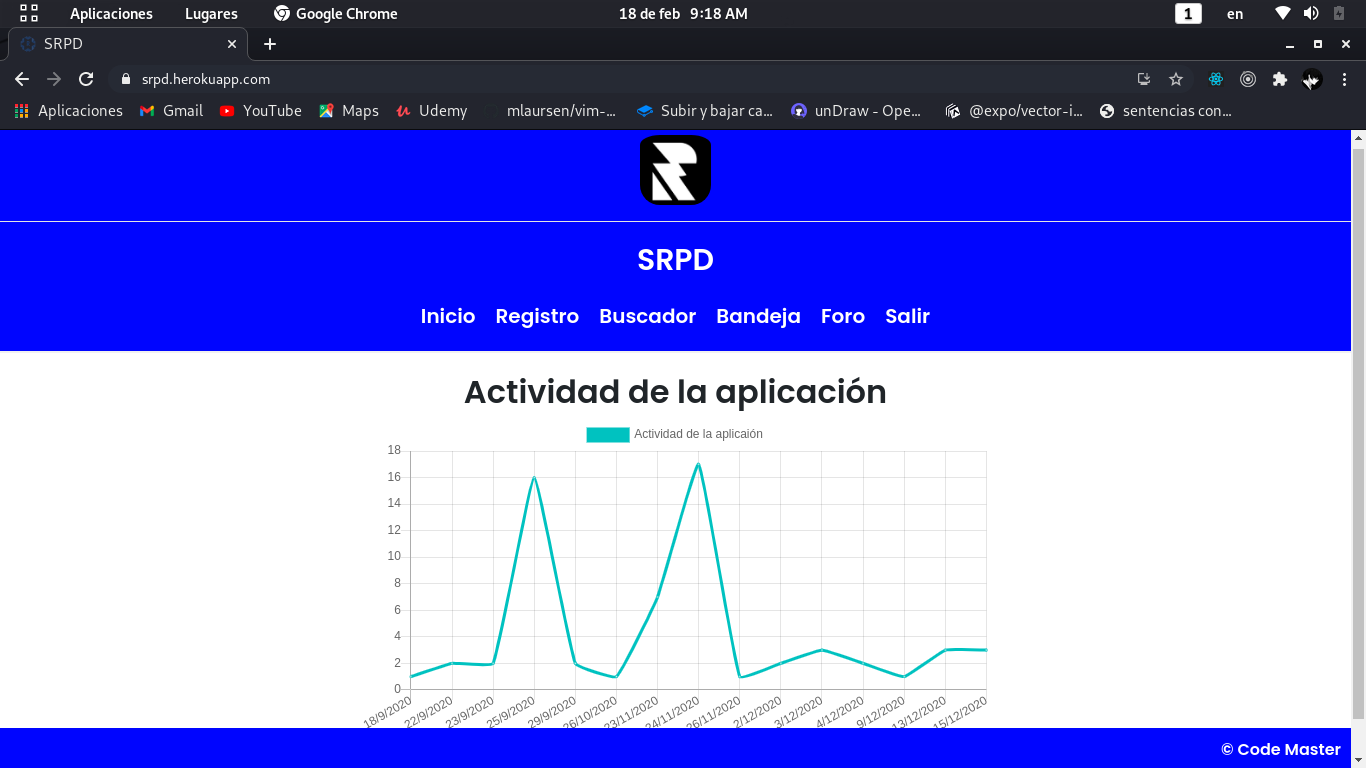 Aplicaciones Lugares Google Chrome 18 de feb 9:18 AM 1 en
SRPD
srpd.herokuapp.com
Aplicaciones Gmail YouTube Maps Udemy mlaursen/vim-... Subir y bajar ca... unDraw - Ope... @expo/vector-i... sentencias con...
SRPD
Inicio Registro Buscador Bandeja Foro Salir
Actividad de la aplicación
Actividad de la aplicaión
18
16
14
12
10
8
6
4
2
0
18/9/2020 22/9/2020 23/9/2020 25/9/2020 29/9/2020 26/10/2020 23/11/2020 24/11/2020 26/11/2020 2/12/2020 3/12/2020 4/12/2020 9/12/2020 13/12/2020 15/12/2020
© Code Master